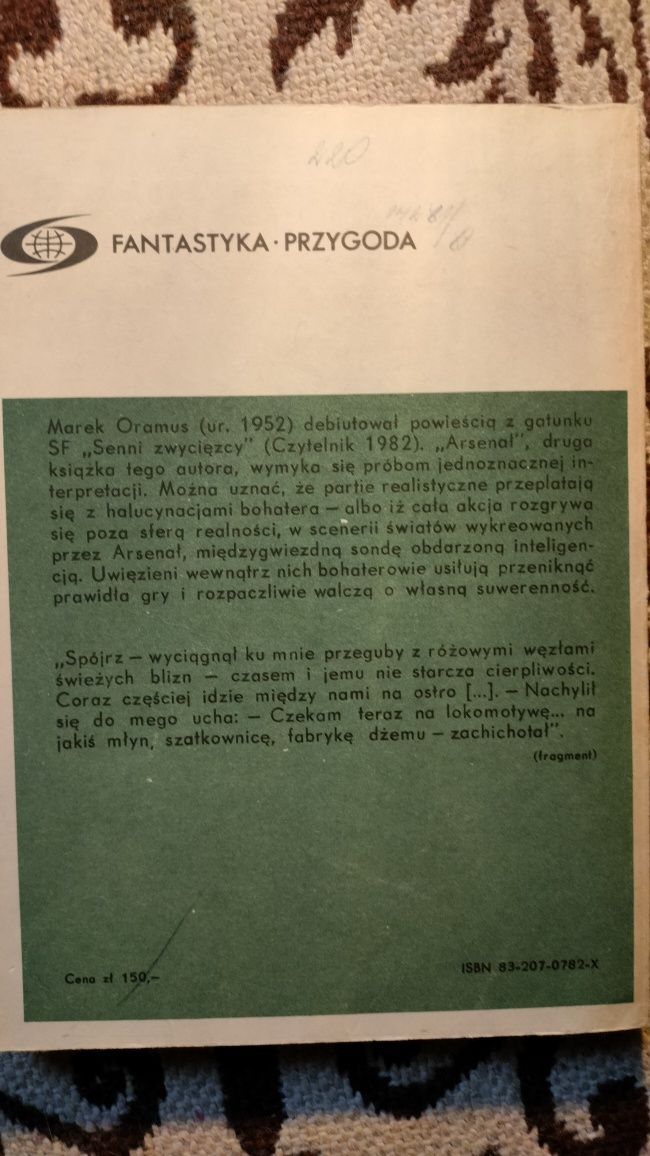 220
FANTASTYKA · PRZYGODA
Marek Oramus (ur. 1952) debiutował powieścią z gatunku
SF „Senni zwycięzcy" (Czytelnik 1982). „Arsenał", druga
książka tego autora, wymyka się próbom jednoznacznej in-
terpretacji. Można uznać, że partie realistyczne przeplatają
się z halucynacjami bohatera — albo iż cała akcja rozgrywa
się poza sferą realności, w scenerii światów wykreowanych
przez Arsenał, międzygwiezdną sondę obdarzoną inteligen-
cją. Uwięzieni wewnątrz nich bohaterowie usiłują przeniknąć
prawidła gry i rozpaczliwie walczą o własną suwerenność.
„Spójrz — wyciągnął ku mnie przeguby z różowymi węzłami
świeżych blizn — czasem i jemu nie starcza cierpliwości.
Coraz częściej idzie między nami na ostro [...]. — Nachylił
się do mego ucha: — Czekam teraz na lokomotywę... na
jakiś młyn, szatkownicę, fabrykę dżemu — zachichotał".
(fragment)
Cena zł 150,—
ISBN 83-207-0782-X